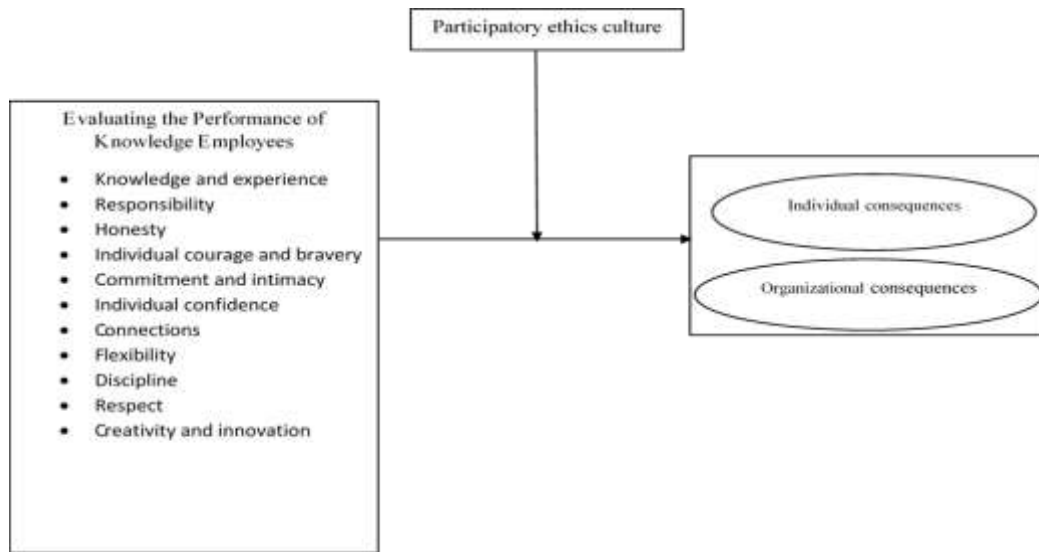 Participatory ethics culture
Evaluating the Performance of
Knowledge Employees
• Knowledge and experience
• Responsibility
• Honesty
• Individual courage and bravery
• Commitment and intimacy
• Individual confidence
• Connections
• Flexibility
• Discipline
• Respect
• Creativity and innovation
Individual consequences
Organizational consequences